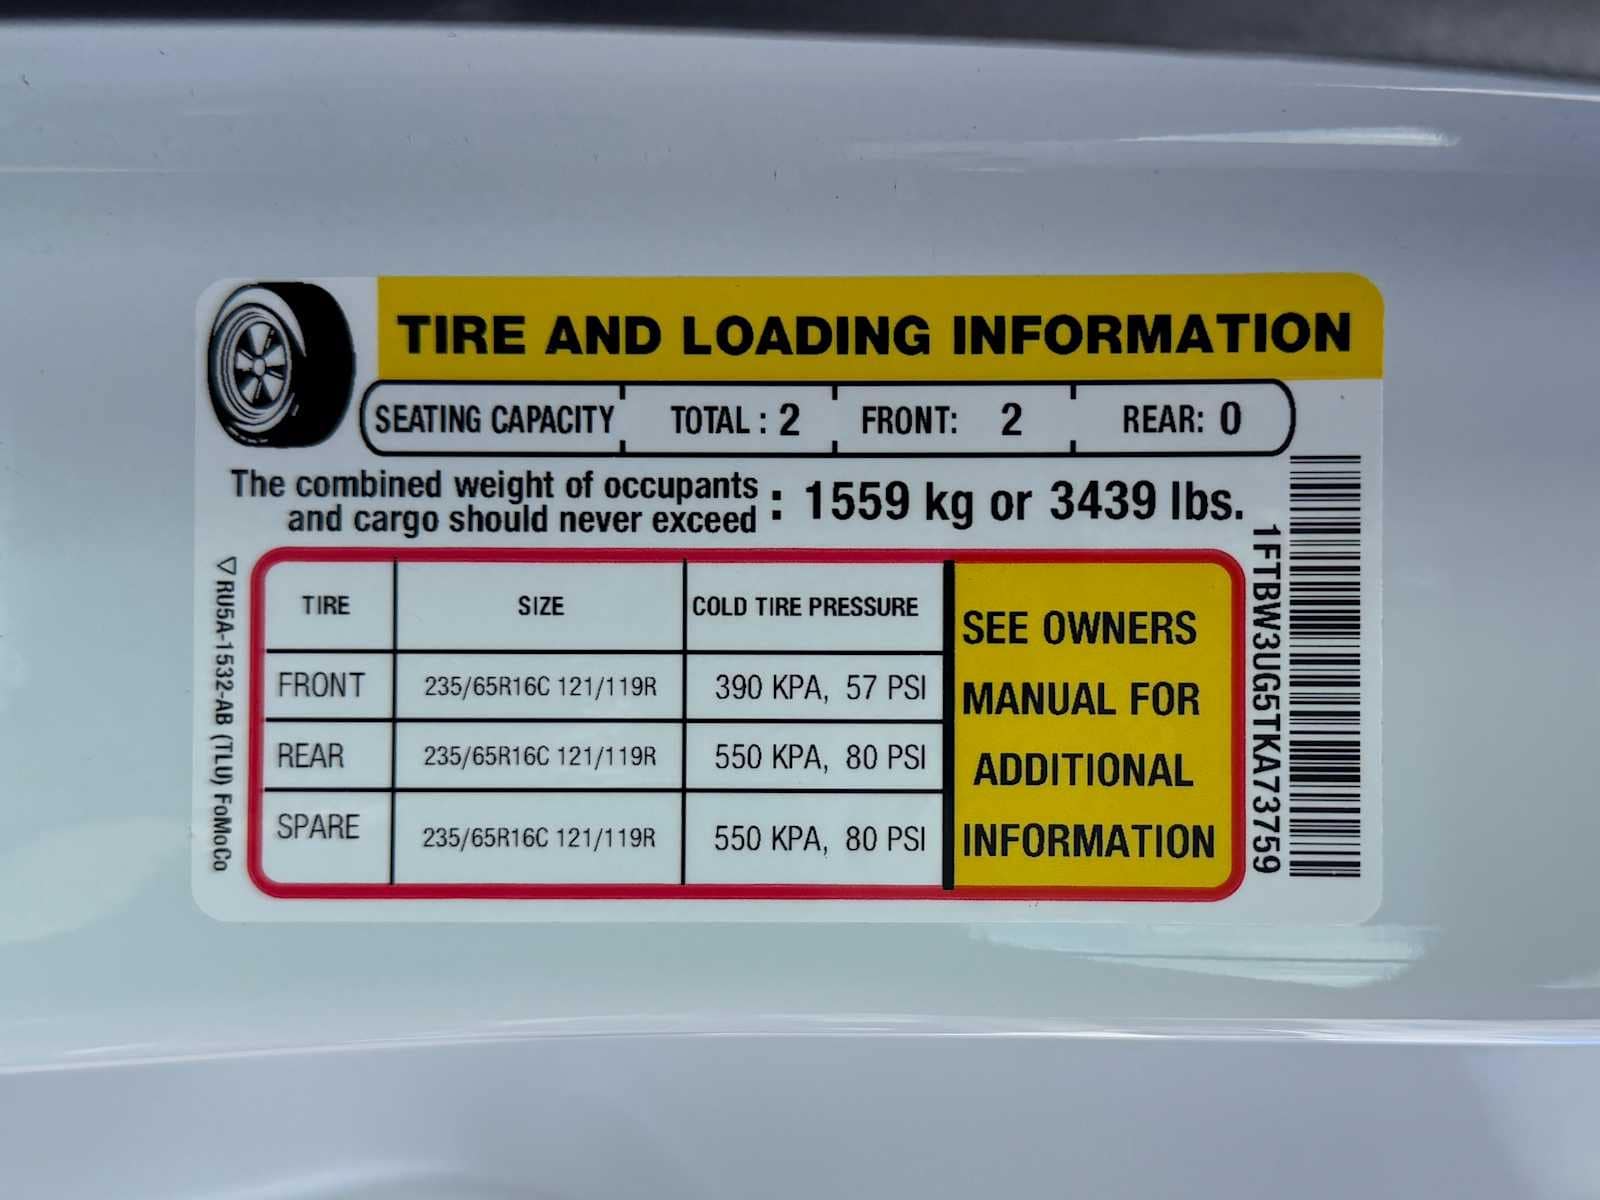 TIRE AND LOADING INFORMATION
SEATING CAPACITY TOTAL : 2 FRONT: 2 REAR: 0
The combined weight of occupants
and cargo should never exceed : 1559 kg or 3439 lbs.
TIRE SIZE COLD TIRE PRESSURE
FRONT 235/65R16C 121/119R 390 KPA, 57 PSI
REAR 235/65R16C 121/119R 550 KPA, 80 PSI
SPARE 235/65R16C 121/119R 550 KPA, 80 PSI
SEE OWNERS
MANUAL FOR
ADDITIONAL
INFORMATION
1FTBW3UG5TKA73759
RU5A-1532-AB (TLU) FoMoCo